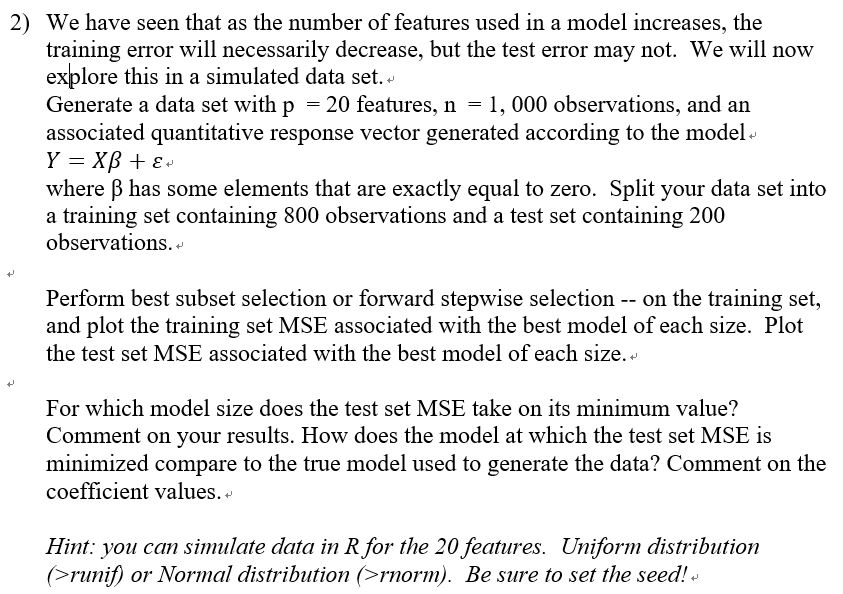 2) We have seen that as the number of features used in a model increases, the
training error will necessarily decrease, but the test error may not. We will now
explore this in a simulated data set.
Generate a data set with p = 20 features, n = 1, 000 observations, and an
associated quantitative response vector generated according to the model
Y = Xβ + ε
where β has some elements that are exactly equal to zero. Split your data set into
a training set containing 800 observations and a test set containing 200
observations.
Perform best subset selection or forward stepwise selection -- on the training set,
and plot the training set MSE associated with the best model of each size. Plot
the test set MSE associated with the best model of each size.
For which model size does the test set MSE take on its minimum value?
Comment on your results. How does the model at which the test set MSE is
minimized compare to the true model used to generate the data? Comment on the
coefficient values.
Hint: you can simulate data in R for the 20 features. Uniform distribution
(>runif) or Normal distribution (>rnorm). Be sure to set the seed!